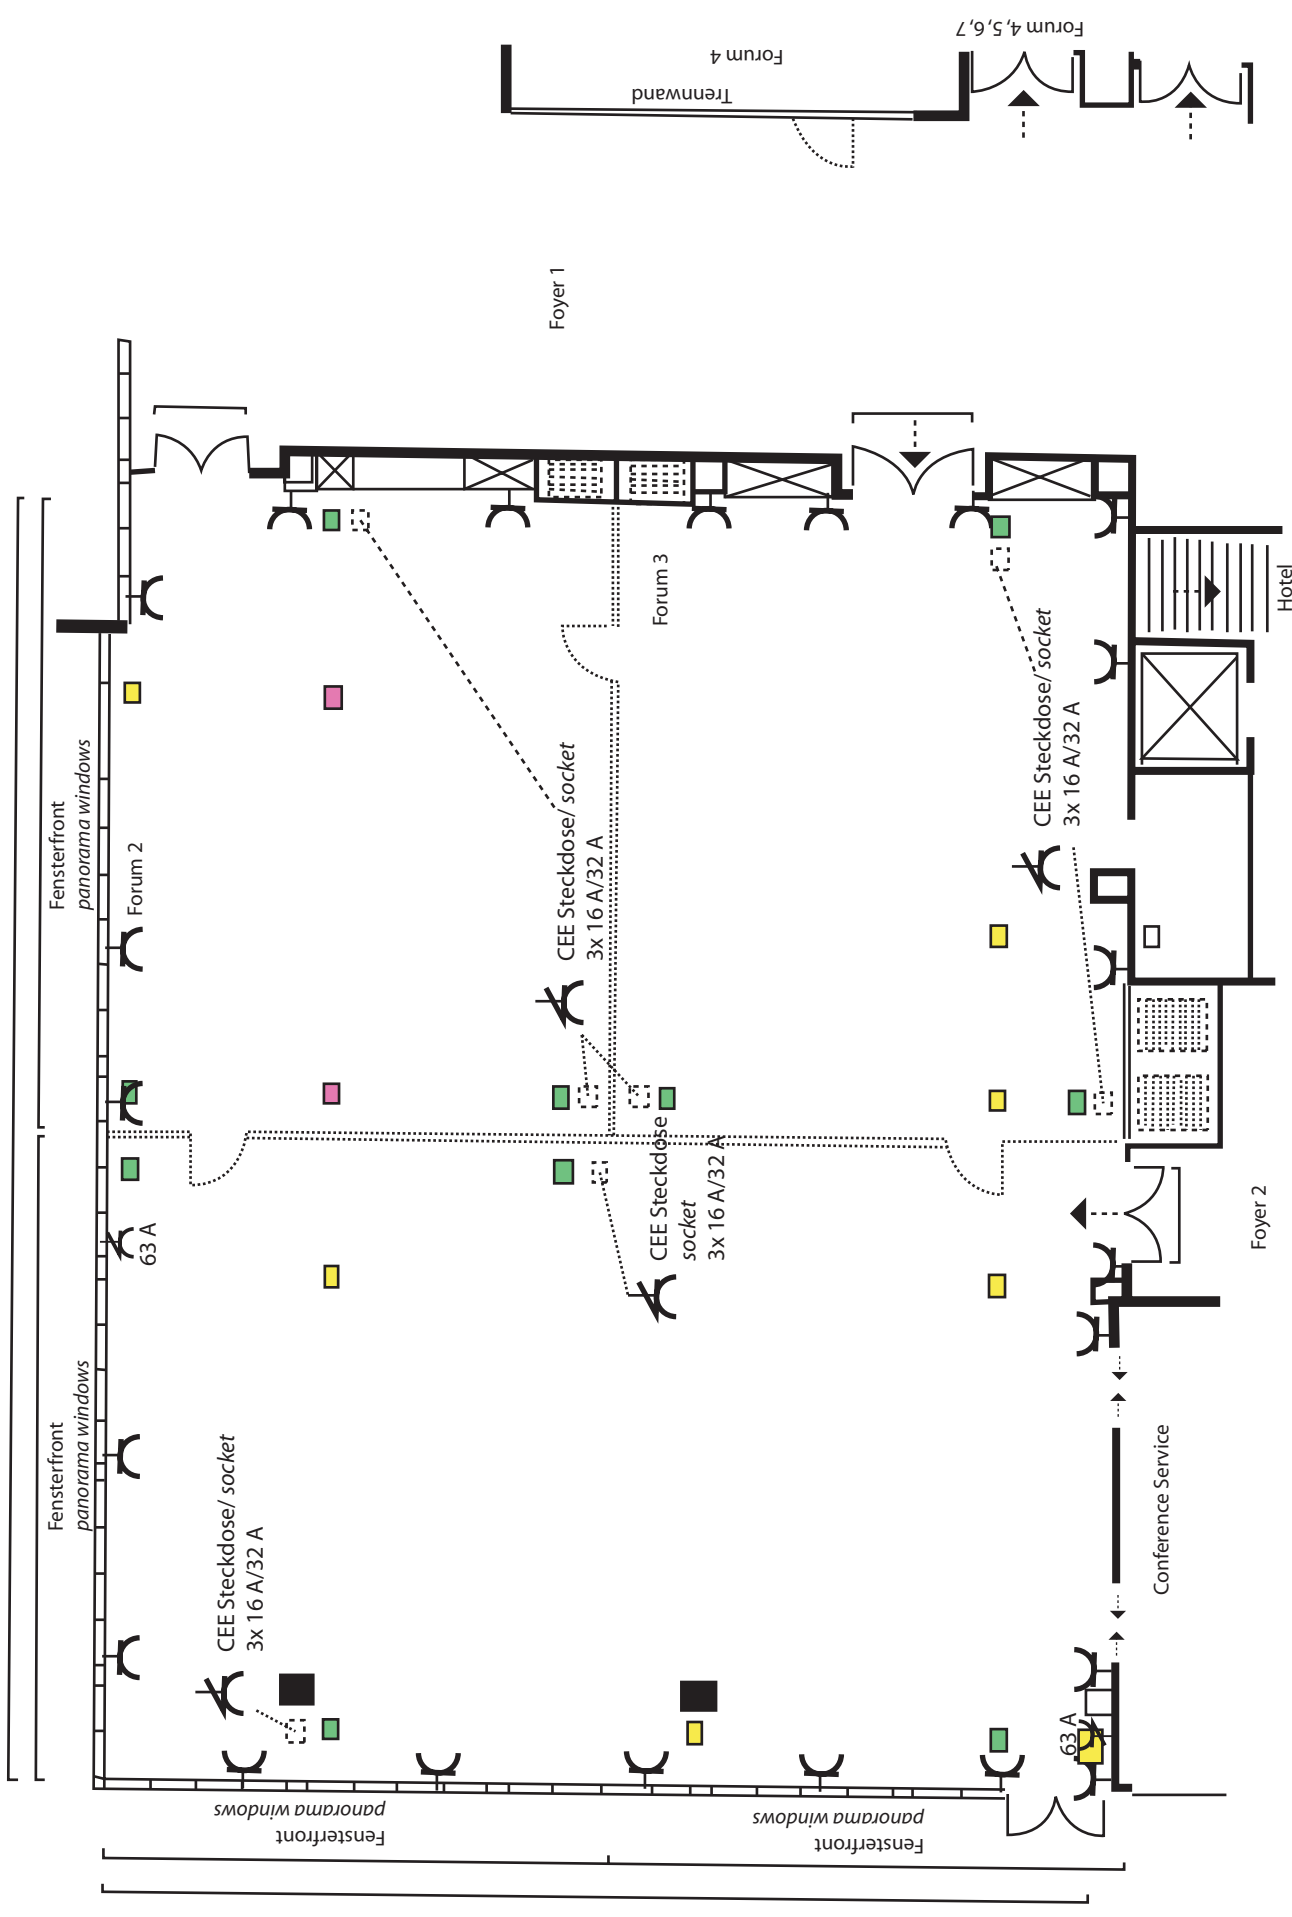 Forum 4,5,6,7
Forum 4
Trennwand
Foyer 1
Forum 3
Hotel
CEE Steckdose/ socket
3x 16 A/32 A
CEE Steckdose/ socket
3x 16 A/32 A
Fensterfront
panorama windows
Forum 2
CEE Steckdose
socket
3x 16 A/32 A
63 A
Foyer 2
Fensterfront
panorama windows
CEE Steckdose/ socket
3x 16 A/32 A
Conference Service
63 A
Fensterfront
panorama windows
Fensterfront
panorama windows